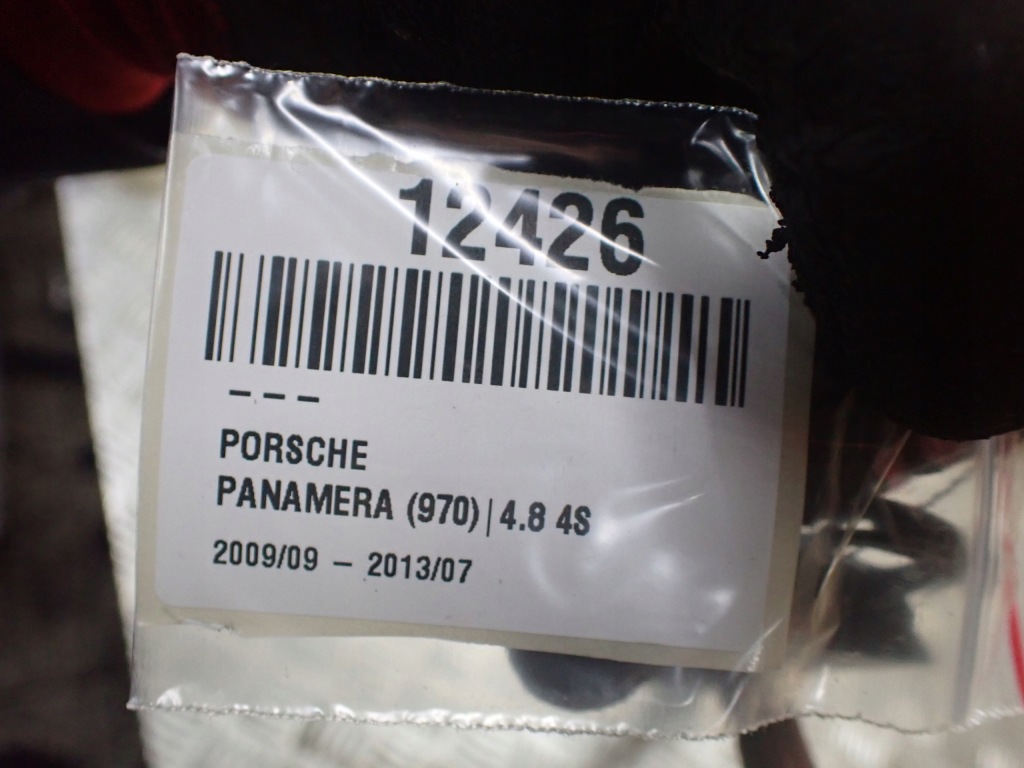 12426
– – –
PORSCHE
PANAMERA (970) | 4.8 4S
2009/09 – 2013/07